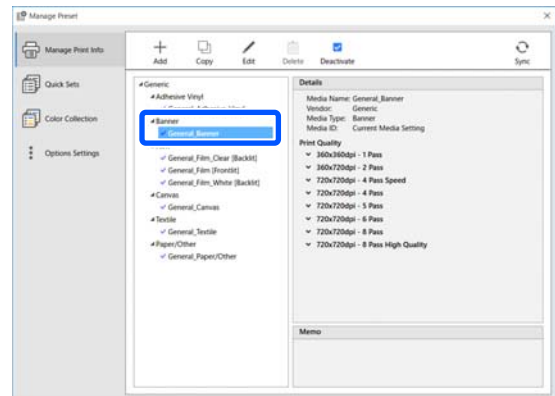 Manage Preset
Manage Print Info
Quick Sets
Color Collection
Options Settings
Add Copy Edit Delete Deactivate Sync
Generic
Adhesive Vinyl
Banner
General_Banner
General_Film_Clear [Backlit]
General_Film [Frontlit]
General_Film_White [Backlit]
Canvas
General_Canvas
Textile
General_Textile
Paper/Other
General_Paper/Other
Details
Media Name: General_Banner
Vendor: Generic
Media Type: Banner
Media ID: Current Media Setting
Print Quality
360x360dpi - 1 Pass
360x360dpi - 2 Pass
720x720dpi - 4 Pass Speed
720x720dpi - 4 Pass
720x720dpi - 5 Pass
720x720dpi - 6 Pass
720x720dpi - 8 Pass
720x720dpi - 8 Pass High Quality
Memo